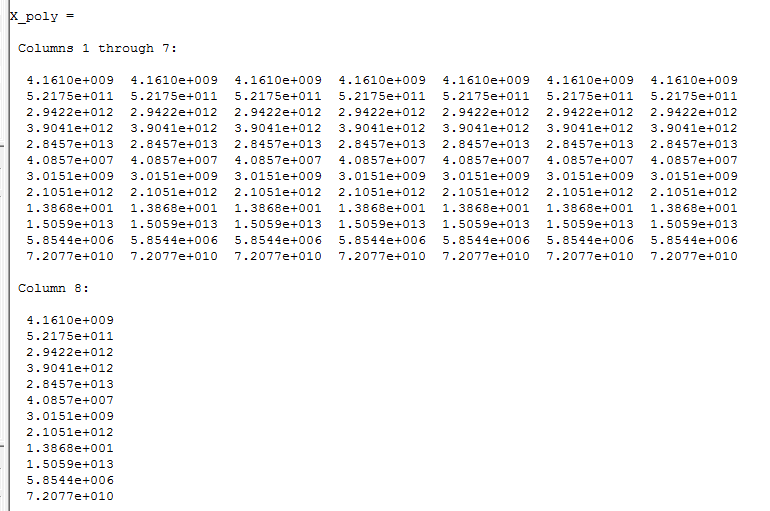 X_poly =
Columns 1 through 7:
4.1610e+009 4.1610e+009 4.1610e+009 4.1610e+009 4.1610e+009 4.1610e+009 4.1610e+009
5.2175e+011 5.2175e+011 5.2175e+011 5.2175e+011 5.2175e+011 5.2175e+011 5.2175e+011
2.9422e+012 2.9422e+012 2.9422e+012 2.9422e+012 2.9422e+012 2.9422e+012 2.9422e+012
3.9041e+012 3.9041e+012 3.9041e+012 3.9041e+012 3.9041e+012 3.9041e+012 3.9041e+012
2.8457e+013 2.8457e+013 2.8457e+013 2.8457e+013 2.8457e+013 2.8457e+013 2.8457e+013
4.0857e+007 4.0857e+007 4.0857e+007 4.0857e+007 4.0857e+007 4.0857e+007 4.0857e+007
3.0151e+009 3.0151e+009 3.0151e+009 3.0151e+009 3.0151e+009 3.0151e+009 3.0151e+009
2.1051e+012 2.1051e+012 2.1051e+012 2.1051e+012 2.1051e+012 2.1051e+012 2.1051e+012
1.3868e+001 1.3868e+001 1.3868e+001 1.3868e+001 1.3868e+001 1.3868e+001 1.3868e+001
1.5059e+013 1.5059e+013 1.5059e+013 1.5059e+013 1.5059e+013 1.5059e+013 1.5059e+013
5.8544e+006 5.8544e+006 5.8544e+006 5.8544e+006 5.8544e+006 5.8544e+006 5.8544e+006
7.2077e+010 7.2077e+010 7.2077e+010 7.2077e+010 7.2077e+010 7.2077e+010 7.2077e+010
Column 8:
4.1610e+009
5.2175e+011
2.9422e+012
3.9041e+012
2.8457e+013
4.0857e+007
3.0151e+009
2.1051e+012
1.3868e+001
1.5059e+013
5.8544e+006
7.2077e+010